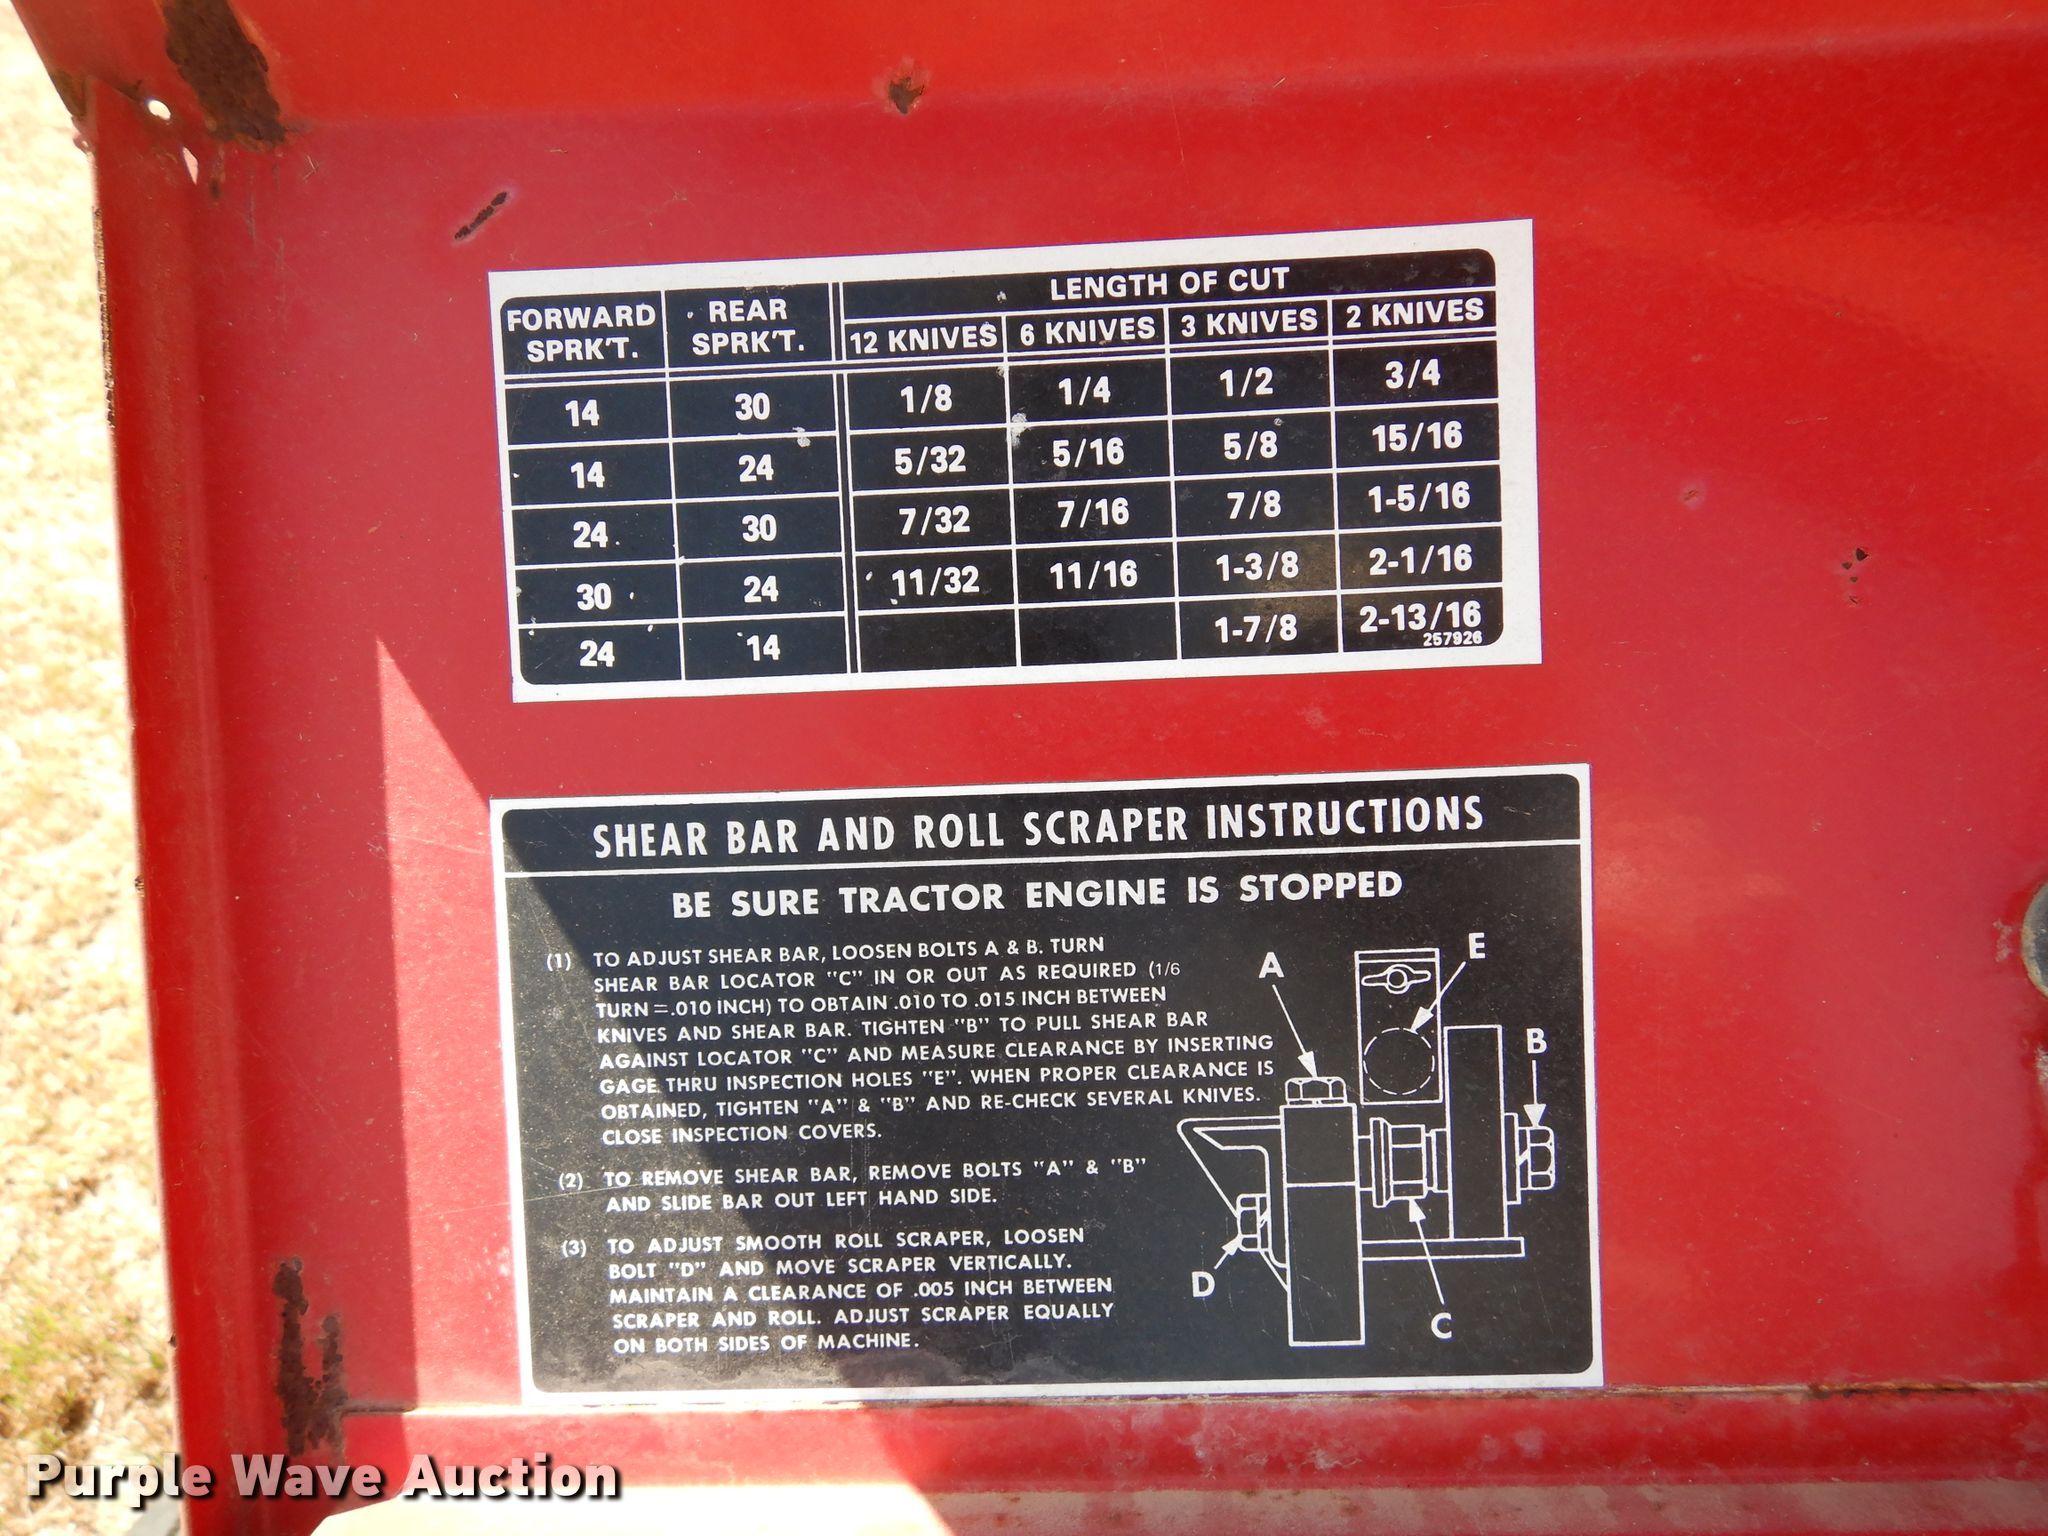 LENGTH OF CUT
FORWARD SPRK'T. REAR SPRK'T. 12 KNIVES 6 KNIVES 3 KNIVES 2 KNIVES
14 30 1/8 1/4 1/2 3/4
14 24 5/32 5/16 5/8 15/16
24 30 7/32 7/16 7/8 1-5/16
30 24 11/32 11/16 1-3/8 2-1/16
24 14 1-7/8 2-13/16
257926
SHEAR BAR AND ROLL SCRAPER INSTRUCTIONS
BE SURE TRACTOR ENGINE IS STOPPED
(1) TO ADJUST SHEAR BAR, LOOSEN BOLTS A & B. TURN
SHEAR BAR LOCATOR "C" IN OR OUT AS REQUIRED (1/6
TURN = .010 INCH) TO OBTAIN .010 TO .015 INCH BETWEEN
KNIVES AND SHEAR BAR. TIGHTEN "B" TO PULL SHEAR BAR
AGAINST LOCATOR "C" AND MEASURE CLEARANCE BY INSERTING
GAGE THRU INSPECTION HOLES "E". WHEN PROPER CLEARANCE IS
OBTAINED, TIGHTEN "A" & "B" AND RE-CHECK SEVERAL KNIVES.
CLOSE INSPECTION COVERS.
(2) TO REMOVE SHEAR BAR, REMOVE BOLTS "A" & "B"
AND SLIDE BAR OUT LEFT HAND SIDE.
(3) TO ADJUST SMOOTH ROLL SCRAPER, LOOSEN
BOLT "D" AND MOVE SCRAPER VERTICALLY.
MAINTAIN A CLEARANCE OF .005 INCH BETWEEN
SCRAPER AND ROLL. ADJUST SCRAPER EQUALLY
ON BOTH SIDES OF MACHINE.
A
E
B
D
C
Purple Wave Auction